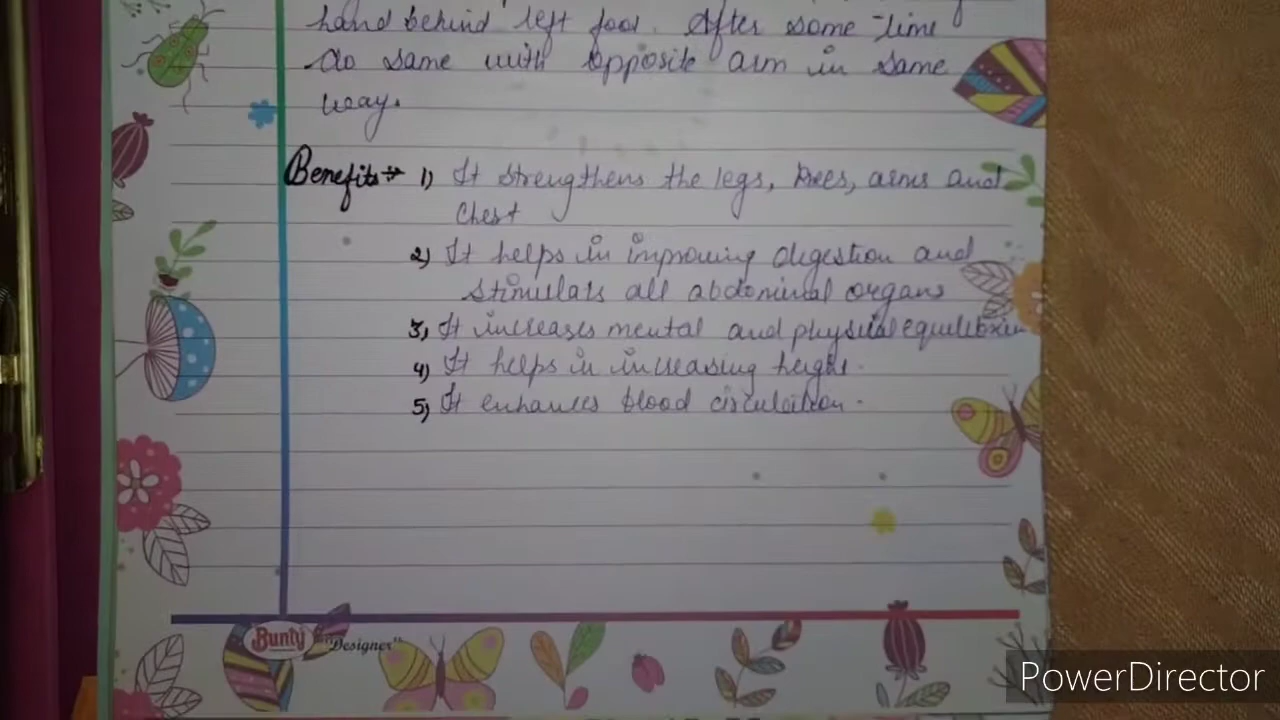 hand behind left foot. After some time
do same with opposite arm in same
way.
Benefits→ 1) It strengthens the legs, knees, arms and
chest
2) It helps in improving digestion and
stimulats all abdominal organs
3) It increases mental and physical equilibrium
4) It helps in increasing height.
5) It enhances blood circulation.
Bunty "Designer"
PowerDirector